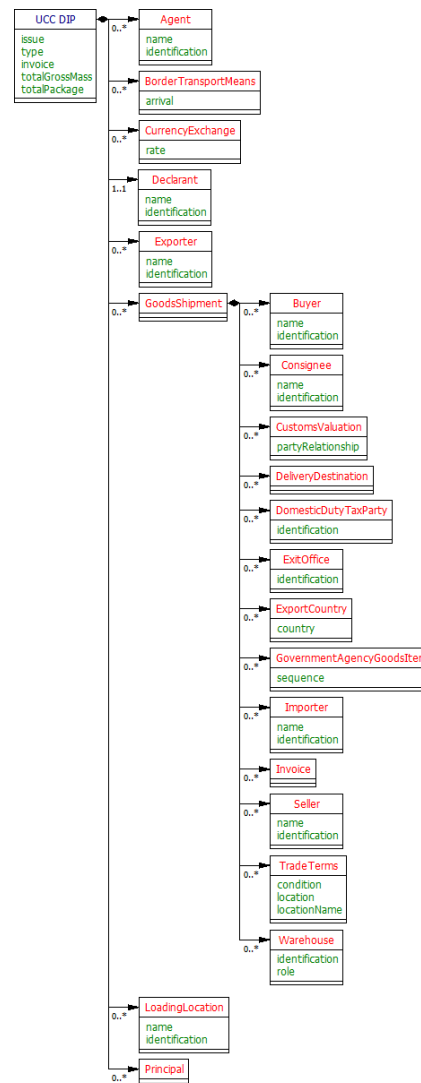 UCC DIP
issue
type
invoice
totalGrossMass
totalPackage
0..*
Agent
name
identification
0..*
BorderTransportMeans
arrival
0..*
CurrencyExchange
rate
1..1
Declarant
name
identification
0..*
Exporter
name
identification
0..*
GoodsShipment
0..*
Buyer
name
identification
0..*
Consignee
name
identification
0..*
CustomsValuation
partyRelationship
0..*
DeliveryDestination
0..*
DomesticDutyTaxParty
identification
0..*
ExitOffice
identification
0..*
ExportCountry
country
0..*
GovernmentAgencyGoodsIter
sequence
0..*
Importer
name
identification
0..*
Invoice
0..*
Seller
name
identification
0..*
TradeTerms
condition
location
locationName
0..*
Warehouse
identification
role
0..*
LoadingLocation
name
identification
0..*
Principal